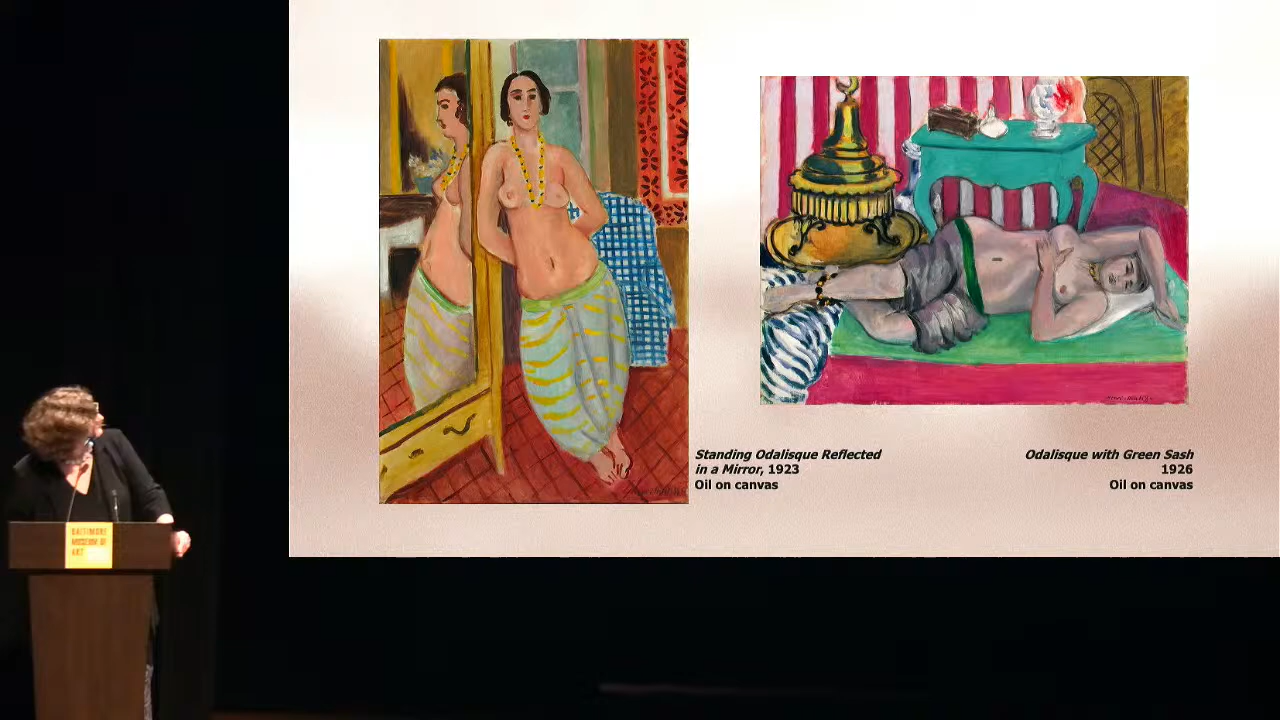 Standing Odalisque Reflected
in a Mirror, 1923
Oil on canvas
Odalisque with Green Sash
1926
Oil on canvas
BALTIMORE
MUSEUM OF
ART